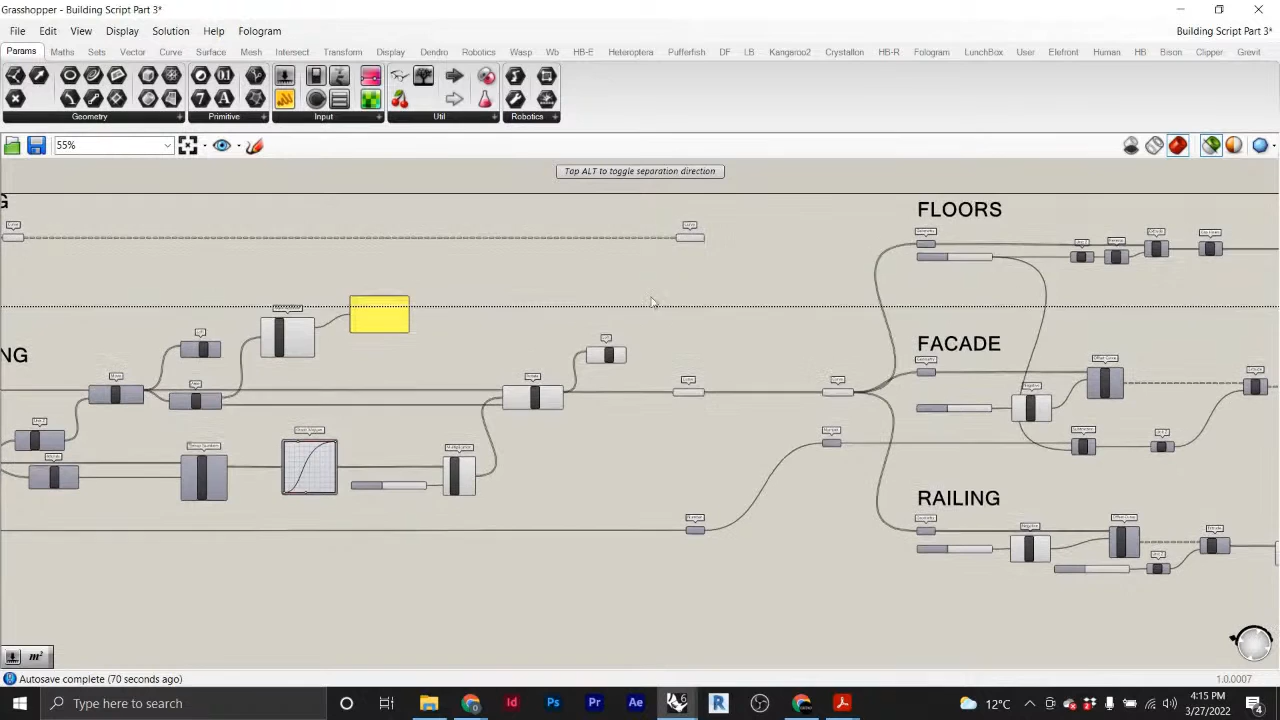 Grasshopper - Building Script Part 3*
File Edit View Display Solution Help Fologram
Building Script Part 3*
Params Maths Sets Vector Curve Surface Mesh Intersect Transform Display Dendro Robotics Wasp Wb HB-E Heteroptera Pufferfish DF LB Kangaroo2 Crystallon HB-R Fologram LunchBox User Elefront Human HB Bison Clipper Grevit
Geometry Primitive Input Util Robotics
55%
Tap ALT to toggle separation direction
G
FLOORS
NG
FACADE
RAILING
m²
Autosave complete (70 seconds ago)
1.0.0007
Type here to search
12°C
4:15 PM
3/27/2022